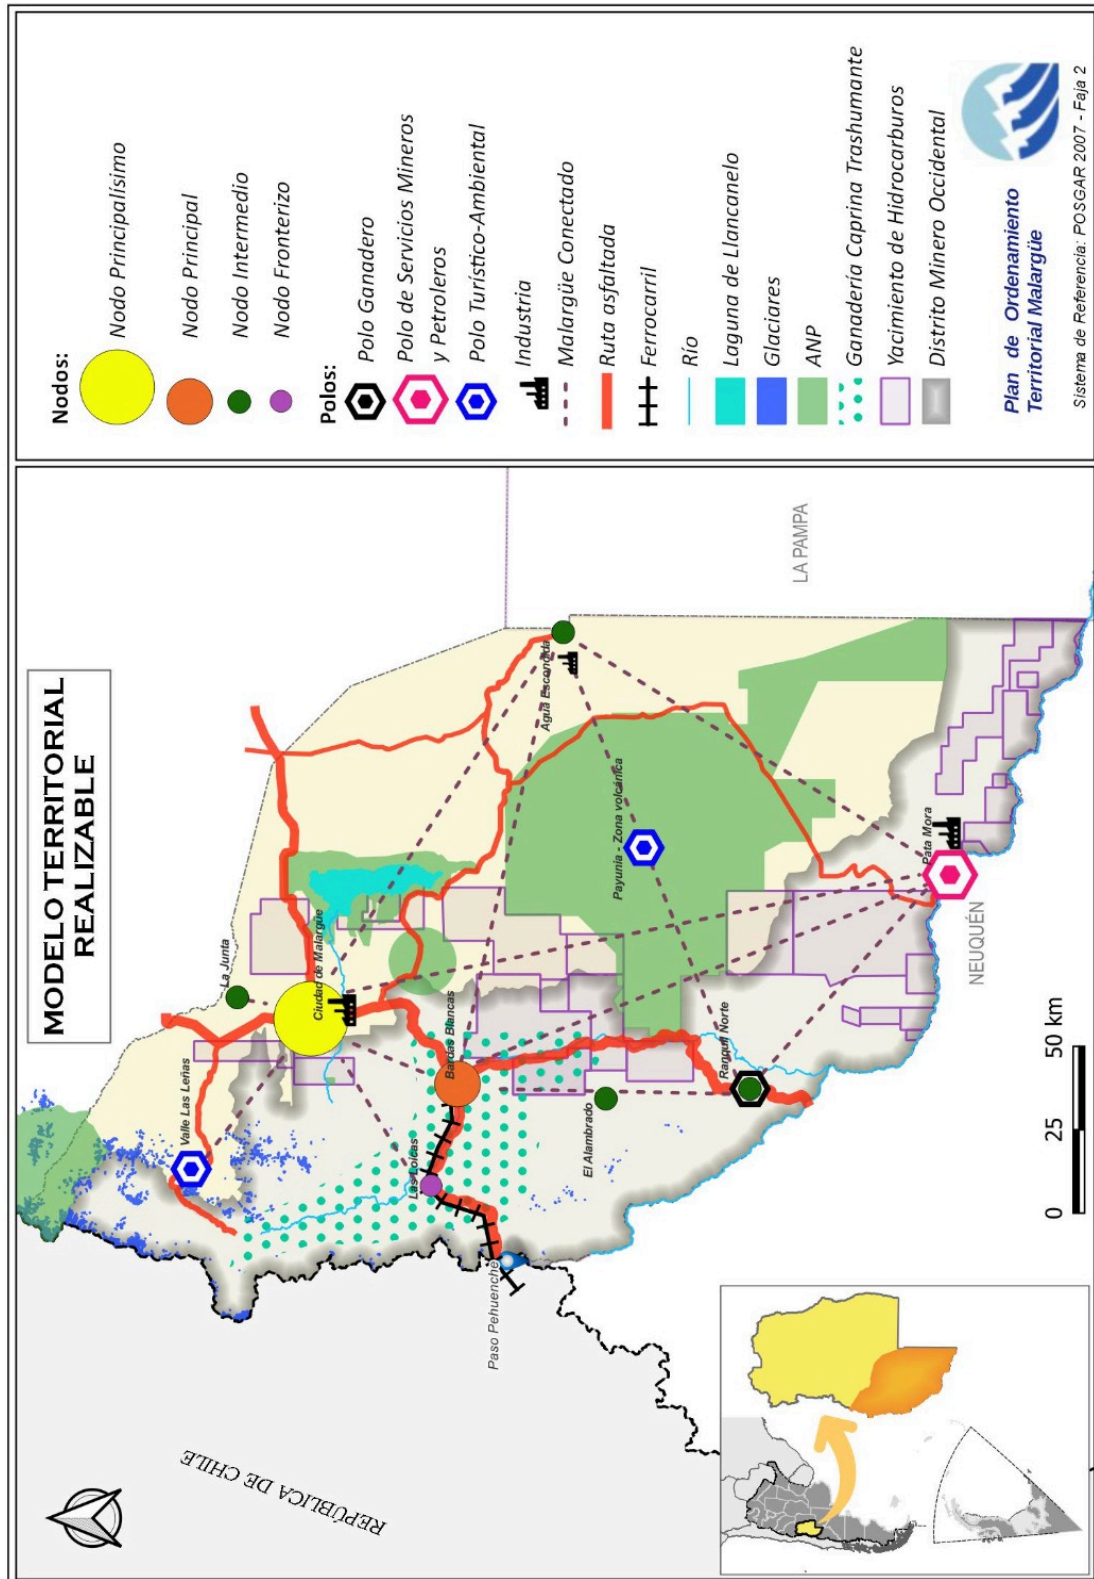 MODELO TERRITORIAL
REALIZABLE
REPÚBLICA DE CHILE
Valle Las Leñas
La Junta
Ciudad de Malargüe
Bardas Blancas
Las Loicas
Paso Pehuenche
El Alambrado
Ranquil Norte
Agua Escondida
Payunia - Zona volcánica
Pata Mora
NEUQUÉN
LA PAMPA
0 25 50 km
Nodos:
Nodo Principalísimo
Nodo Principal
Nodo Intermedio
Nodo Fronterizo
Polos:
Polo Ganadero
Polo de Servicios Mineros
y Petroleros
Polo Turístico-Ambiental
Industria
Malargüe Conectado
Ruta asfaltada
Ferrocarril
Río
Laguna de Llancanelo
Glaciares
ANP
Ganadería Caprina Trashumante
Yacimiento de Hidrocarburos
Distrito Minero Occidental
Plan de Ordenamiento
Territorial Malargüe
Sistema de Referencia: POSGAR 2007 - Faja 2